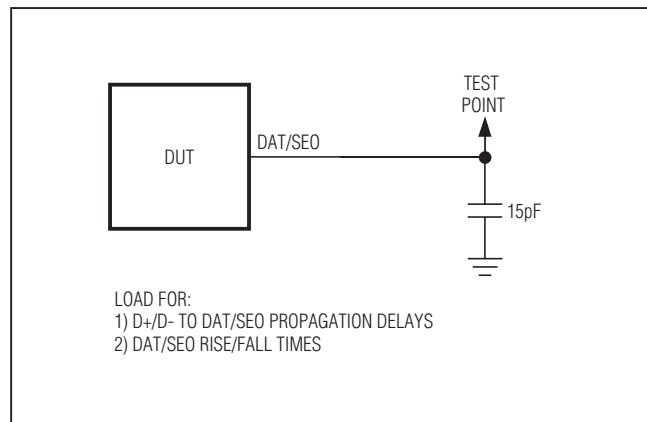 TEST
POINT
DAT/SEO
DUT
15pF
LOAD FOR:
1) D+/D- TO DAT/SEO PROPAGATION DELAYS
2) DAT/SEO RISE/FALL TIMES